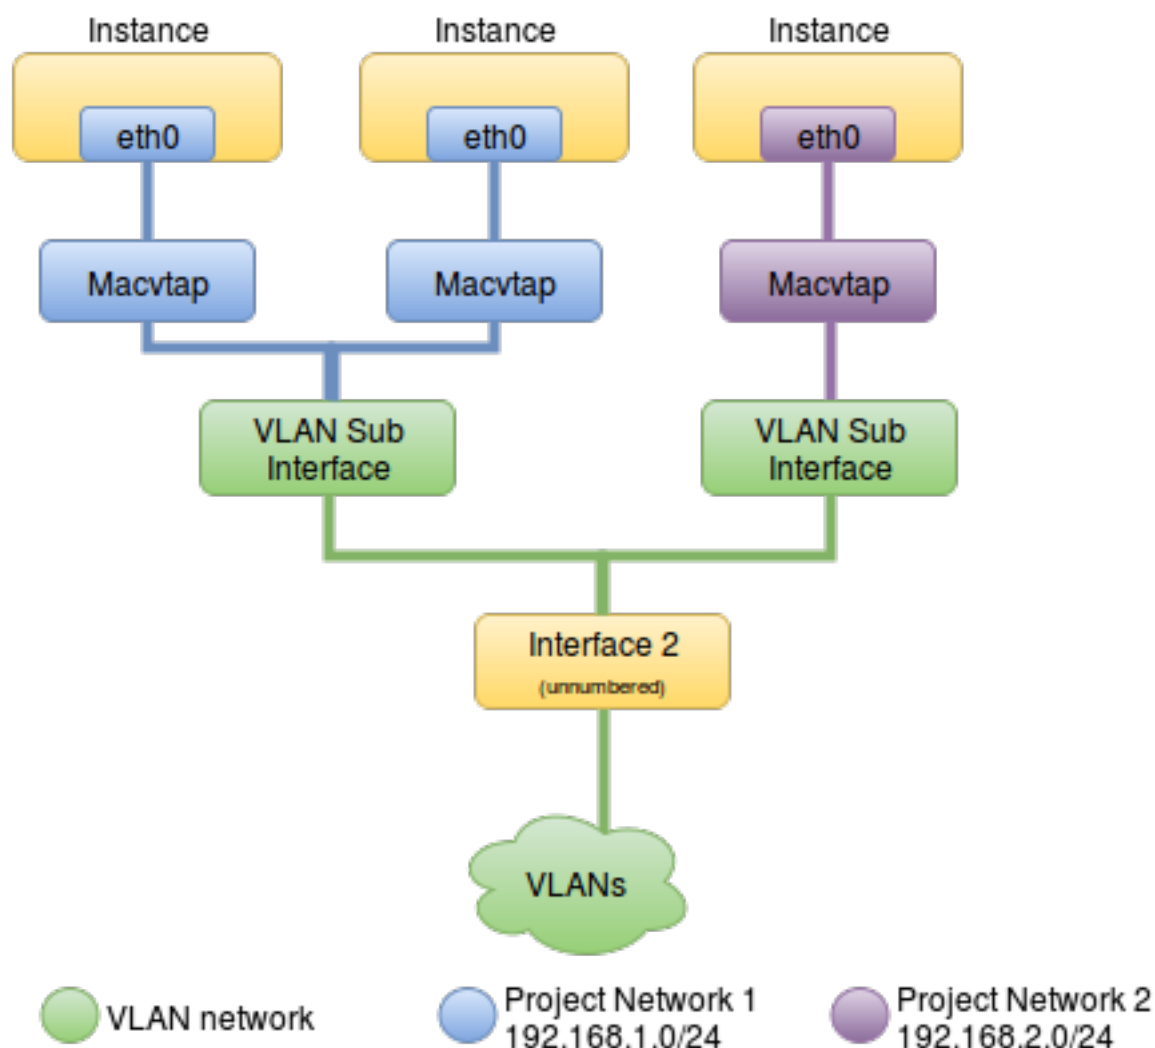 Instance
Instance
Instance
eth0
eth0
eth0
Macvtap
Macvtap
Macvtap
VLAN Sub
Interface
VLAN Sub
Interface
Interface 2
(unnumbered)
VLANs
VLAN network
Project Network 1
192.168.1.0/24
Project Network 2
192.168.2.0/24